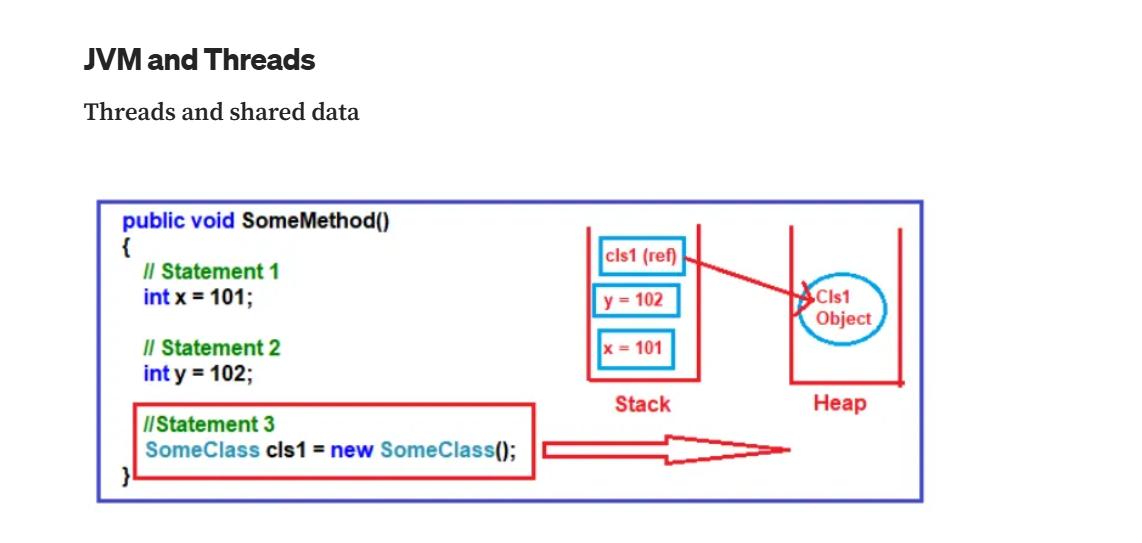 JVM and Threads
Threads and shared data
public void SomeMethod()
{
// Statement 1
int x = 101;
// Statement 2
int y = 102;
//Statement 3
SomeClass cls1 = new SomeClass();
}
cls1 (ref)
y = 102
x = 101
Stack
Cls1
Object
Heap